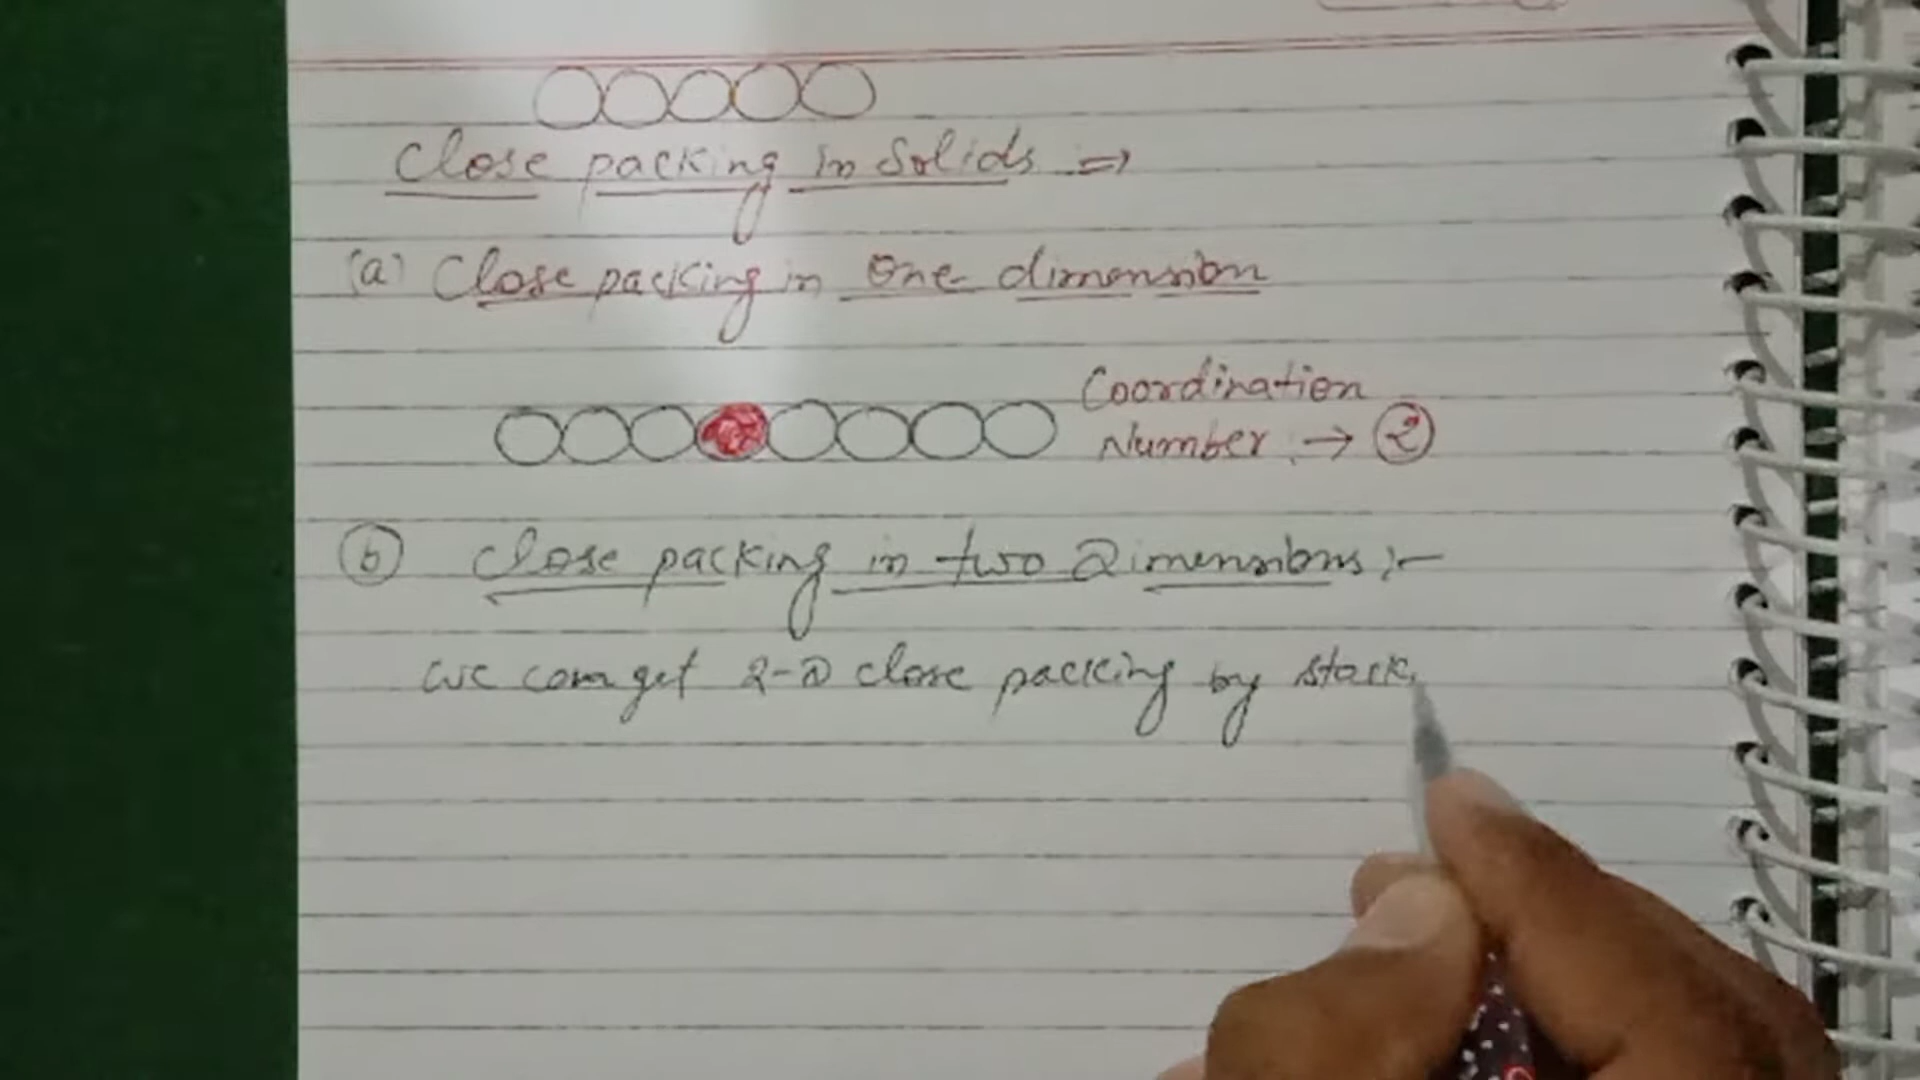 Close packing in Solids ⇒
(a) Close packing in One dimension
Coordination
Number → ②
ⓑ Close packing in two Dimensions :-
we can get 2-D close packing by stack